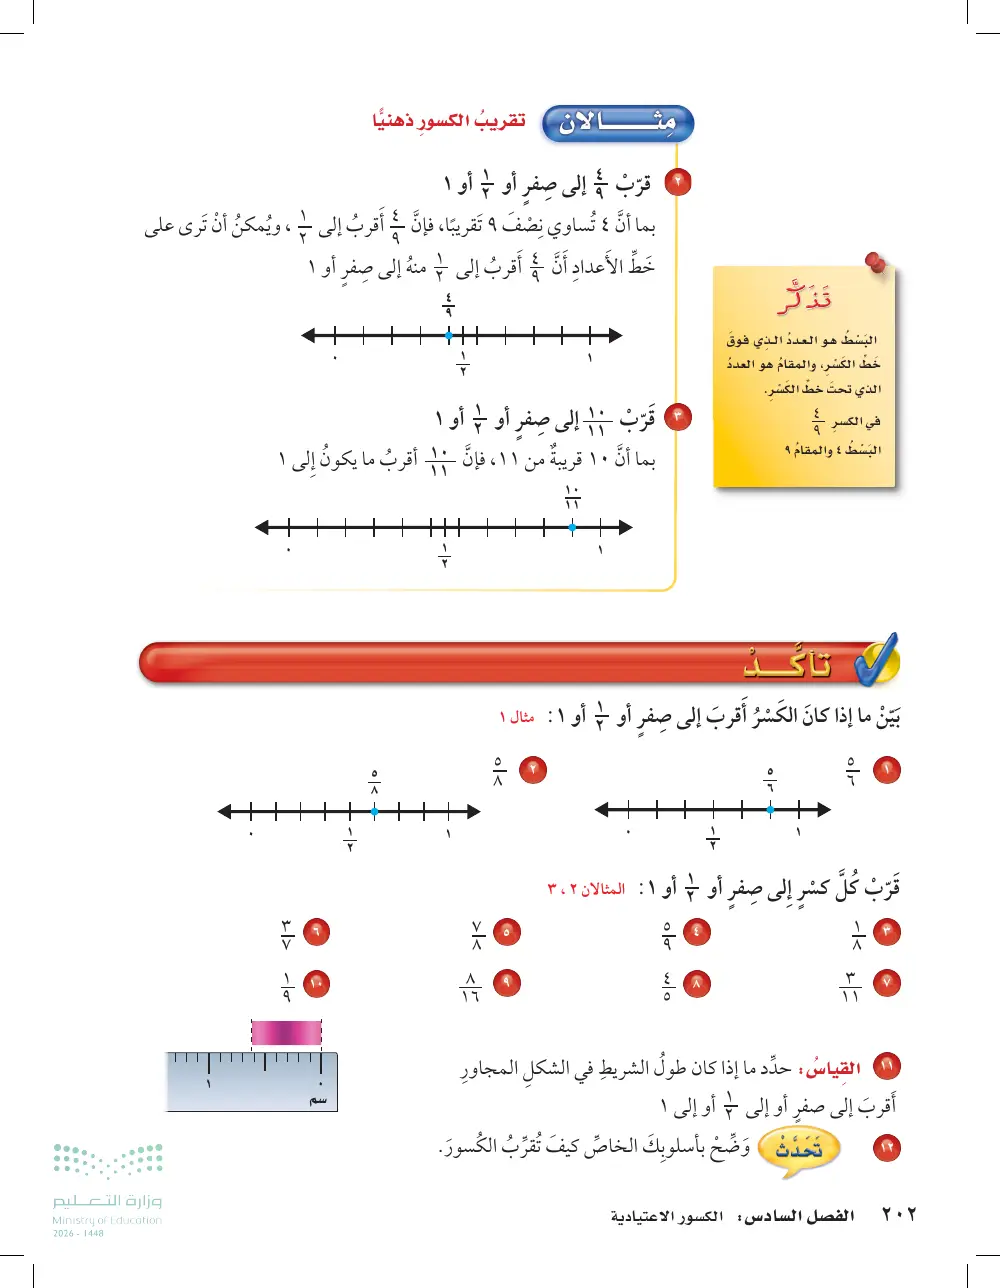 مِثَـــالان تقريبُ الكسورِ ذهنيًّا
٢ قرّبْ ٤/٩ إلى صِفرٍ أو ١/٢ أو ١
بما أنَّ ٤ تُساوي نِصْفَ ٩ تَقريبًا، فإنَّ ٤/٩ أَقربُ إلى ١/٢ ، ويُمكنُ أنْ تَرى على
خَطِّ الأَعدادِ أَنَّ ٤/٩ أَقربُ إلى ١/٢ منهُ إلى صِفرٍ أو ١
٤/٩
٠ ١/٢ ١
٣ قَرّبْ ١٠/١١ إلى صِفرٍ أو ١/٢ أو ١
بما أنَّ ١٠ قريبةٌ من ١١، فإنَّ ١٠/١١ أقربُ ما يكونُ إِلى ١
١٠/١١
٠ ١/٢ ١
تَذَكَّر
البَسْطُ هو العددُ الذِي فوقَ
خَطِّ الكَسْرِ، والمقامُ هو العددُ
الذي تحتَ خطِّ الكَسْرِ.
في الكسرِ ٤/٩
البَسْطُ ٤ والمقامُ ٩
تأكَّـــدْ
بَيّنْ ما إذا كانَ الكَسْرُ أَقربَ إلى صِفرٍ أو ١/٢ أو ١: مثال ١
١ ٥/٦
٥/٦
٠ ١/٢ ١
٢ ٥/٨
٥/٨
٠ ١/٢ ١
قَرّبْ كُلَّ كسْرٍ إِلى صِفرٍ أو ١/٢ أو ١: المثالان ٢ ، ٣
٣ ١/٨ ٤ ٥/٩ ٥ ٧/٨ ٦ ٣/٧
٧ ٣/١١ ٨ ٤/٥ ٩ ٨/١٦ ١٠ ١/٩
١١ القِياسُ: حدِّد ما إذا كان طولُ الشريطِ في الشكلِ المجاورِ
أَقربَ إلى صفرٍ أو إلى ١/٢ أو إلى ١
٠ ١
سم
١٢ تَحَدَّثْ وَضِّحْ بأسلوبِكَ الخاصِّ كيفَ تُقرِّبُ الكُسورَ.
٢٠٢ الفصل السادس: الكسور الاعتيادية
وزارة التعـــليم
Ministry of Education
2026 - 1448